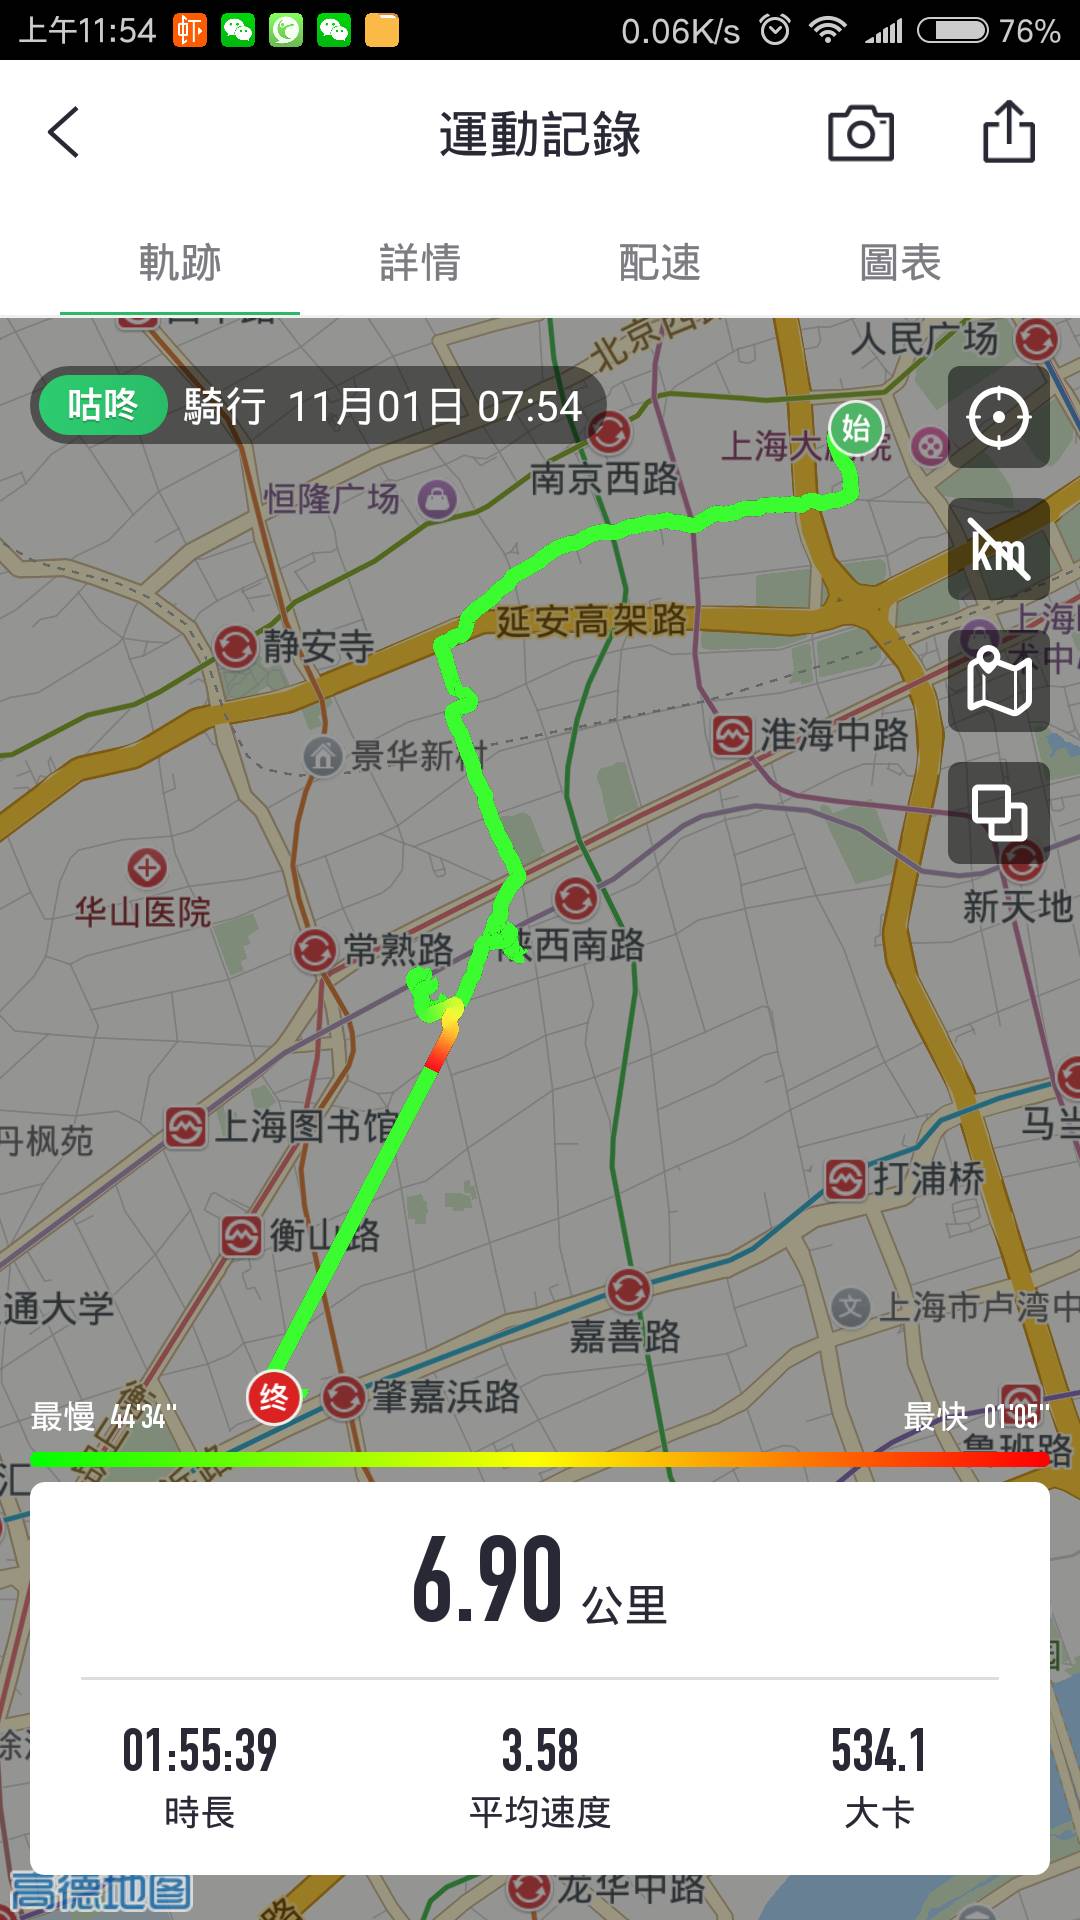 上午11:54
0.06K/s
76%
運動記錄
軌跡
詳情
配速
圖表
北京西
人民广场
咕咚 騎行 11月01日 07:54
始
上海大
院
南京西路
恒隆广场
km
延安高架路
上海
静安寺
术中
淮海中路
景华新村
华山医院
新天地
常熟路
陕西南路
上海图书馆
丹枫苑
马当
打浦桥
衡山路
通大学
上海市卢湾中
文
嘉善路
终
肇嘉浜路
衡
最慢 44'34"
最快 01'05"
鲁班路
汇
6.90 公里
01:55:39
3.58
534.1
時長
平均速度
大卡
高德地图
路
龙华中路